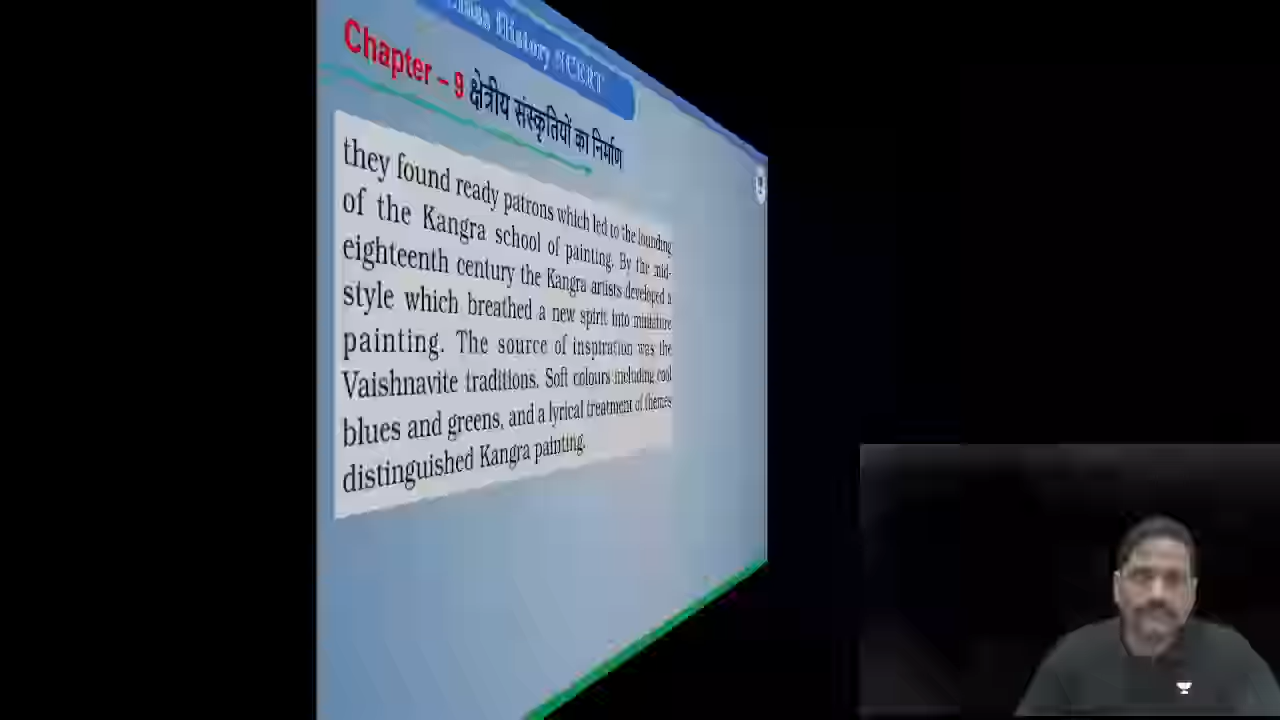 Class History NCERT
Chapter – 9 क्षेत्रीय संस्कृतियों का निर्माण
they found ready patrons which led to the founding
of the Kangra school of painting. By the mid-
eighteenth century the Kangra artists developed a
style which breathed a new spirit into miniature
painting. The source of inspiration was the
Vaishnavite traditions. Soft colours including cool
blues and greens, and a lyrical treatment of themes
distinguished Kangra painting.